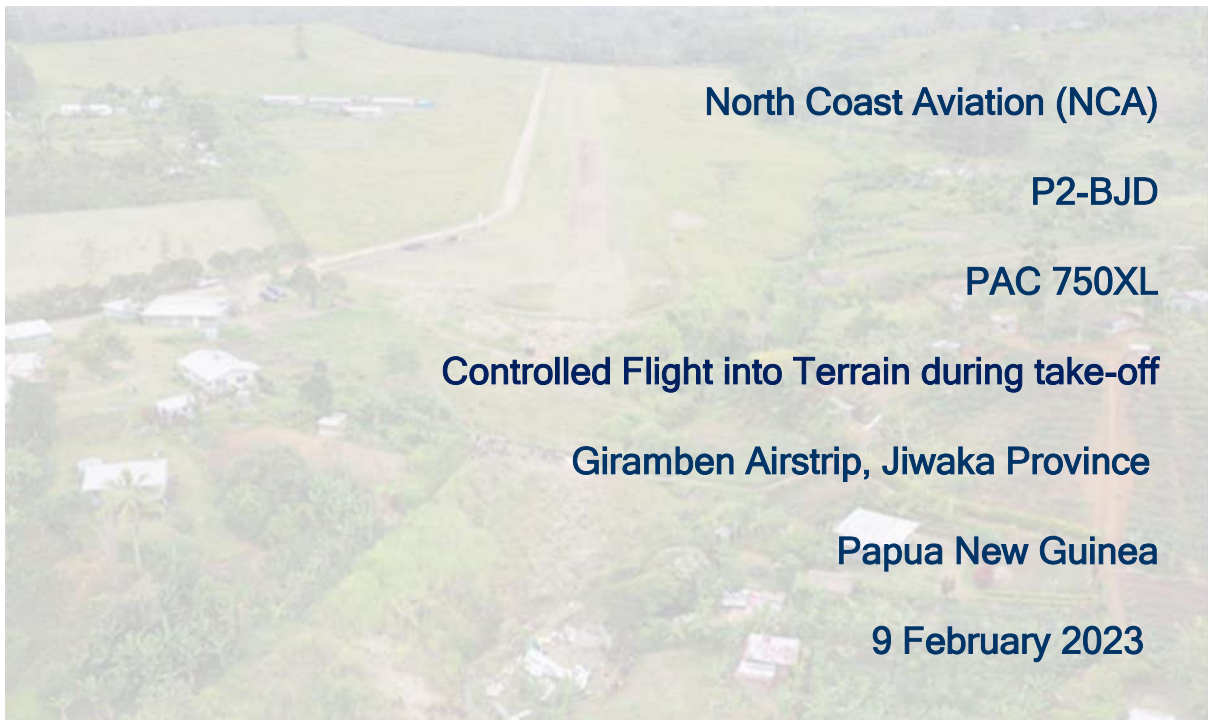 North Coast Aviation (NCA)
P2-BJD
PAC 750XL
Controlled Flight into Terrain during take-off
Giramben Airstrip, Jiwaka Province
Papua New Guinea
9 February 2023